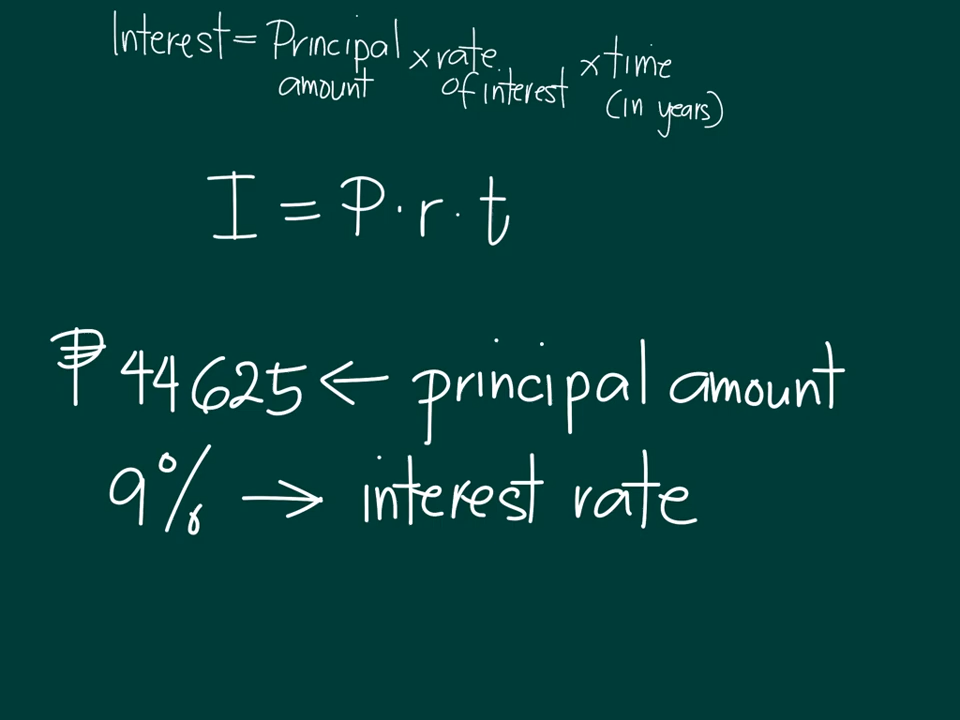 Interest = Principal amount × rate of interest × time (in years)
I = P · r · t
₱ 44625 ← principal amount
9% → interest rate